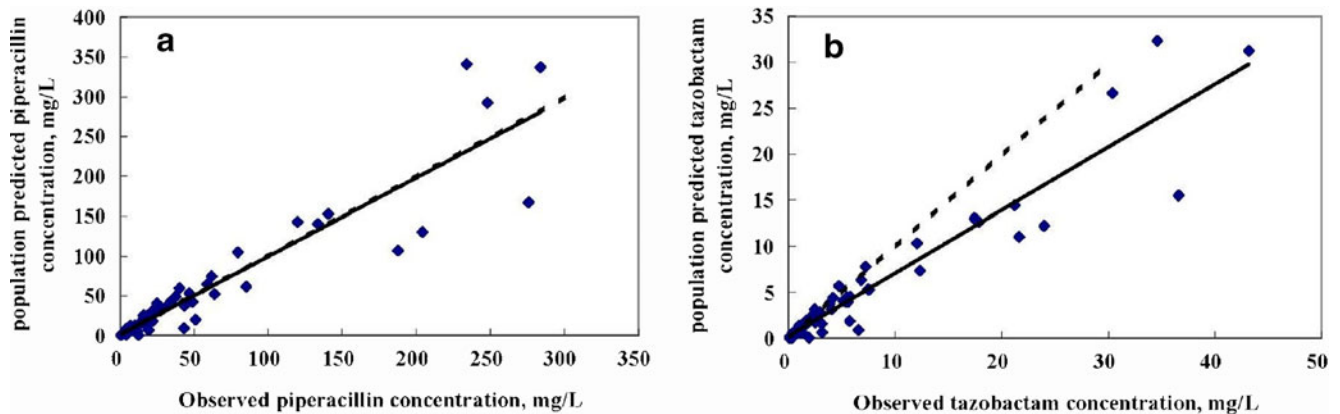 a
population predicted piperacillin
concentration, mg/L
400
350
300
250
200
150
100
50
0
0 50 100 150 200 250 300 350
Observed piperacillin concentration, mg/L
b
population predicted tazobactam
concentration, mg/L
35
30
25
20
15
10
5
0
0 10 20 30 40 50
Observed tazobactam concentration, mg/L